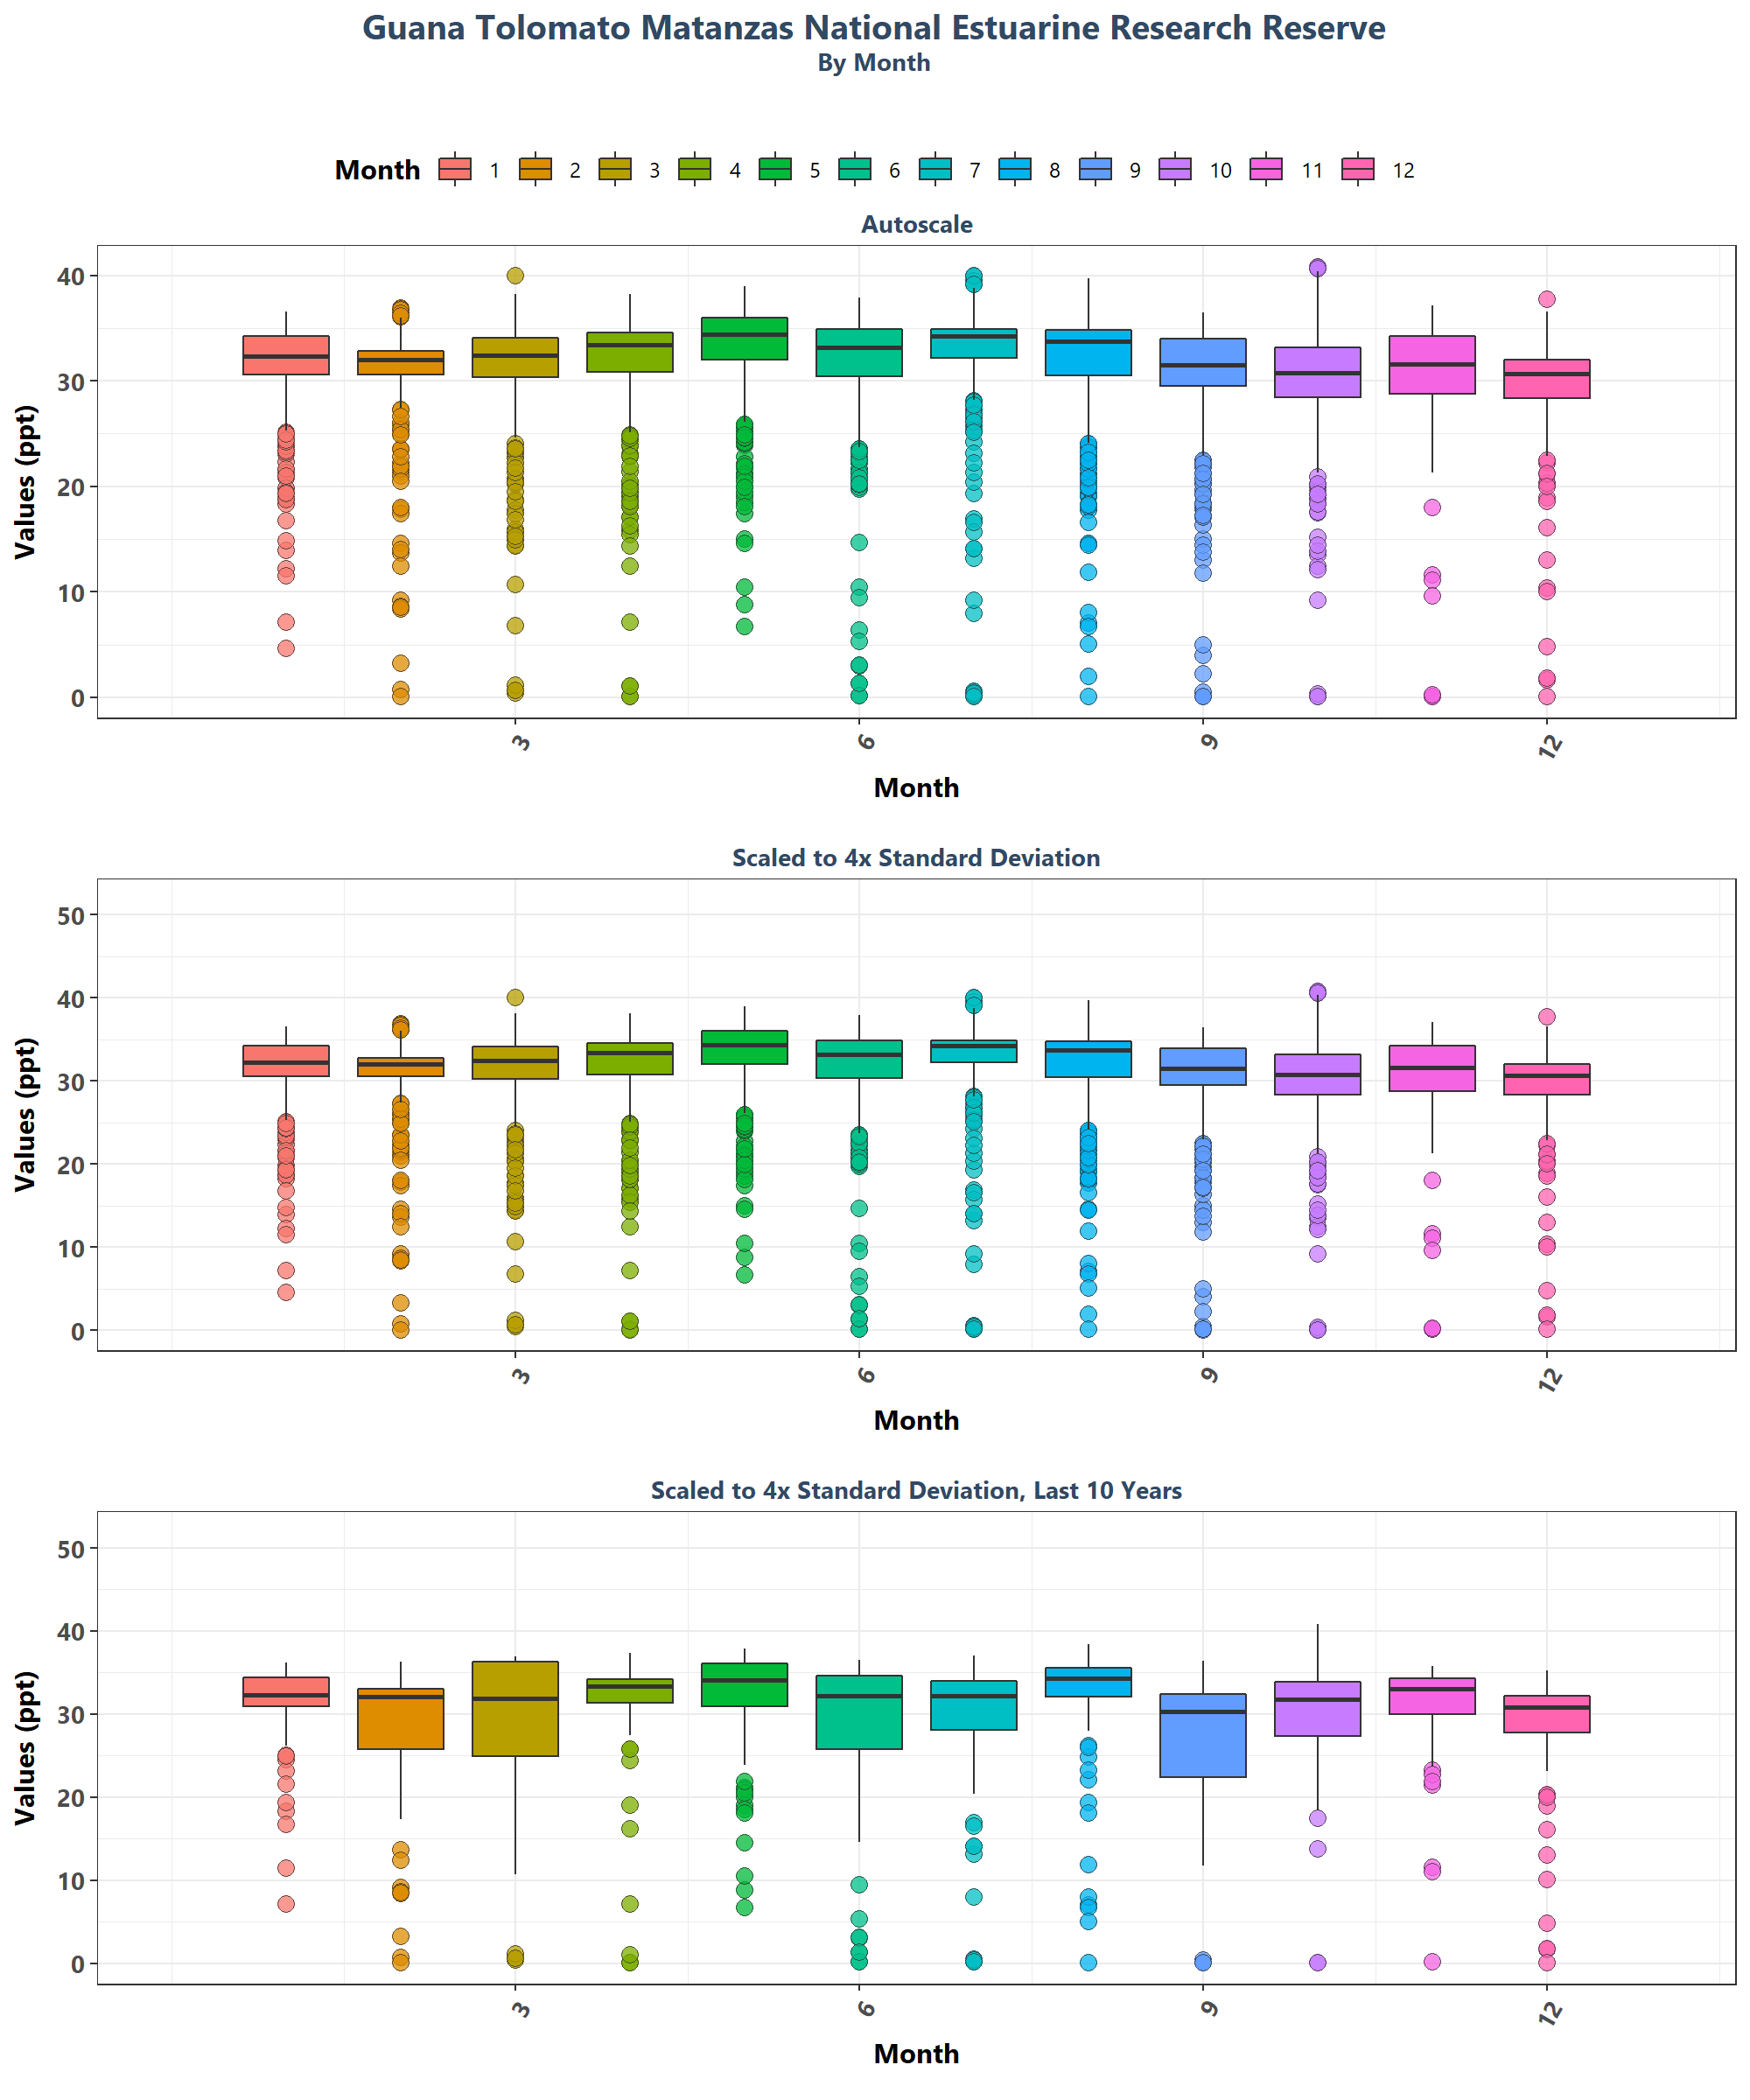 Guana Tolomato Matanzas National Estuarine Research Reserve
By Month
Month 1 2 3 4 5 6 7 8 9 10 11 12
Autoscale
Values (ppt)
40
30
20
10
0
3 6 9 12
Month
Scaled to 4x Standard Deviation
Values (ppt)
50
40
30
20
10
0
3 6 9 12
Month
Scaled to 4x Standard Deviation, Last 10 Years
Values (ppt)
50
40
30
20
10
0
3 6 9 12
Month